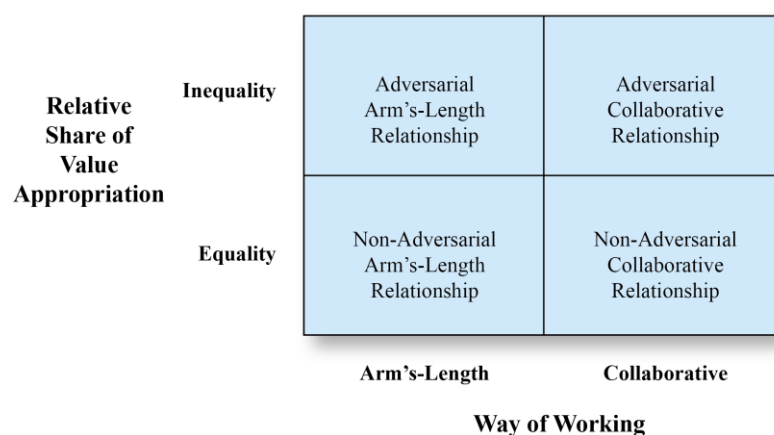 Relative
Share of
Value
Appropriation
Inequality
Adversarial
Arm’s-Length
Relationship
Adversarial
Collaborative
Relationship
Equality
Non-Adversarial
Arm’s-Length
Relationship
Non-Adversarial
Collaborative
Relationship
Arm’s-Length
Collaborative
Way of Working